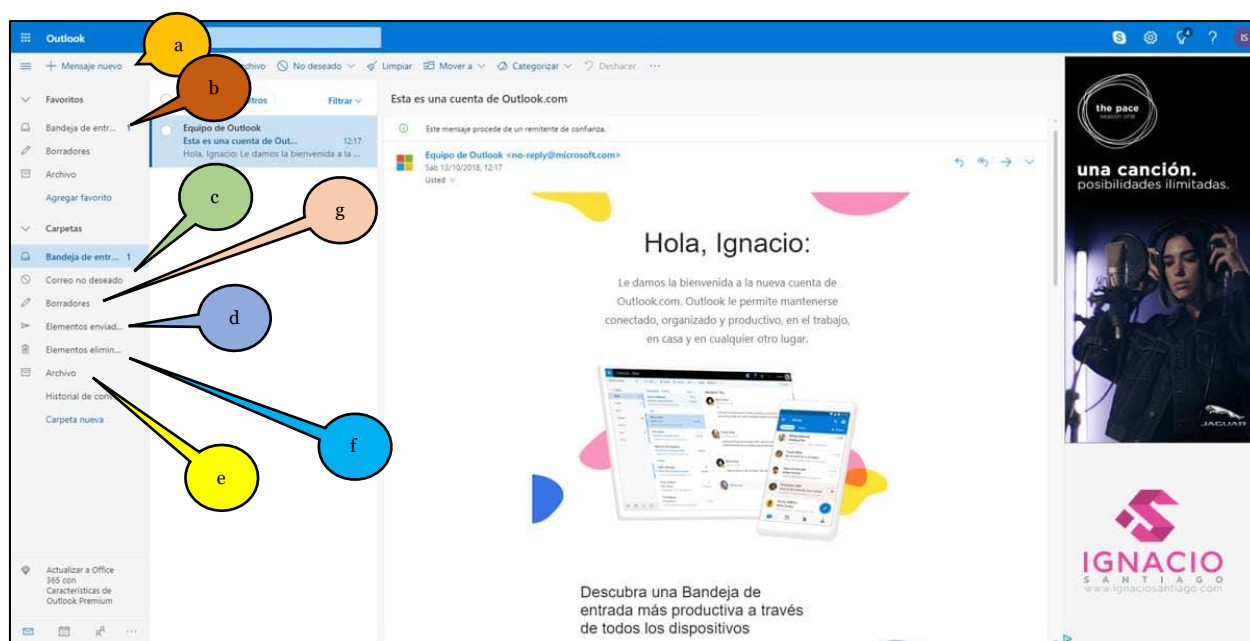 Outlook
a
Mensaje nuevo
No deseado
Limpiar
Mover a
Categorizar
Deshacer
b
Favoritos
Filtrar
Esta es una cuenta de Outlook.com
Bandeja de entr... 1
Equipo de Outlook
Esta es una cuenta de Out... 12:17
Hola, Ignacio: Le damos la bienvenida a la ...
Este mensaje procede de un remitente de confianza.
Borradores
Archivo
Agregar favorito
Equipo de Outlook <no-reply@microsoft.com>
Sáb 13/10/2018, 12:17
Usted
c
g
Carpetas
Bandeja de entr... 1
Correo no deseado
Borradores
Elementos enviad...
d
Elementos elimin...
Archivo
Historial de
Carpeta nueva
f
e
Hola, Ignacio:
Le damos la bienvenida a la nueva cuenta de
Outlook.com. Outlook le permite mantenerse
conectado, organizado y productivo, en el trabajo,
en casa y en cualquier otro lugar.
Descubra una Bandeja de
entrada más productiva a través
de todos los dispositivos
Actualizar a Office
365 con
Características de
Outlook Premium
4
IS
the pace
season one
una canción.
posibilidades ilimitadas.
JAGUAR
IGNACIO
SANTIAGO
www.ignaciosantiago.com